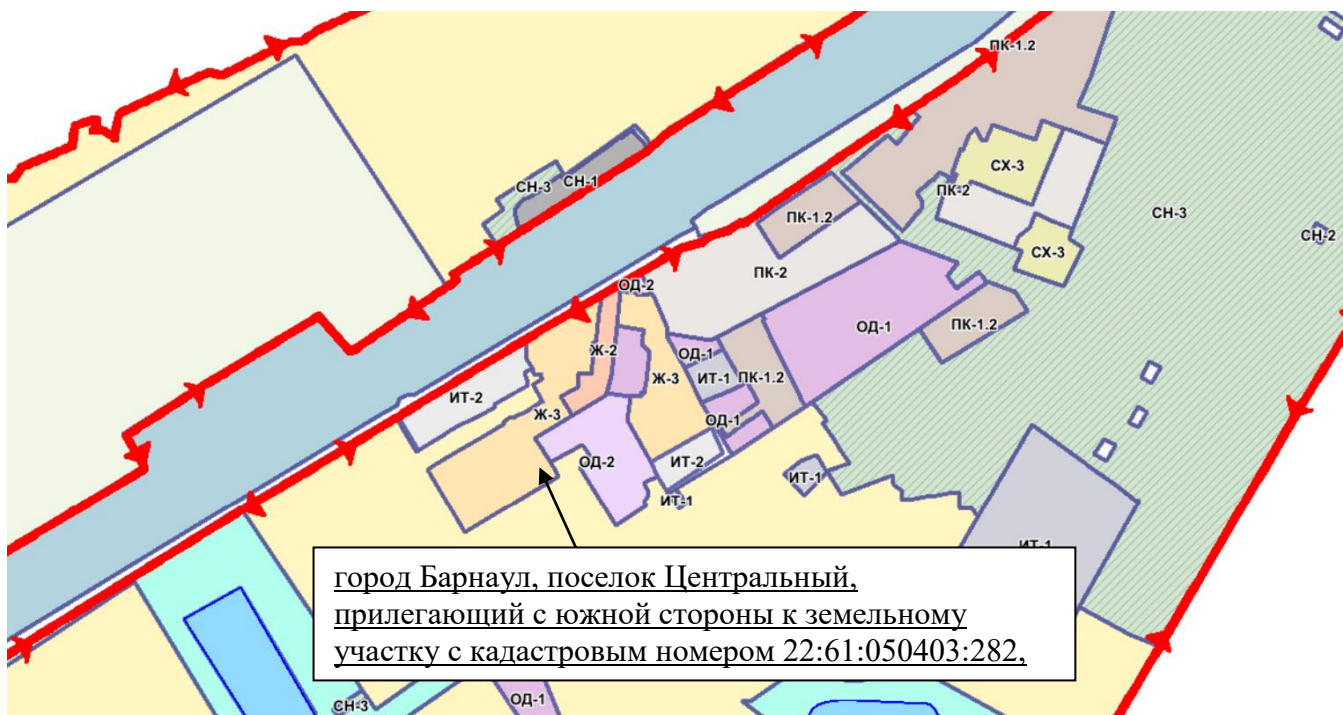 ПК-1.2
СН-3
СН-1
СХ-3
ПК-2
ПК-1.2
СН-3
СН-2
СХ-3
ПК-2
ОД-2
ОД-1
ПК-1.2
Ж-2
ОД-1
Ж-3
ИТ-1
ПК-1.2
ИТ-2
Ж-3
ОД-1
ОД-2
ИТ-2
ИТ-1
ИТ-1
ИТ-1
город Барнаул, поселок Центральный,
прилегающий с южной стороны к земельному
участку с кадастровым номером 22:61:050403:282,
СН-3
ОД-1